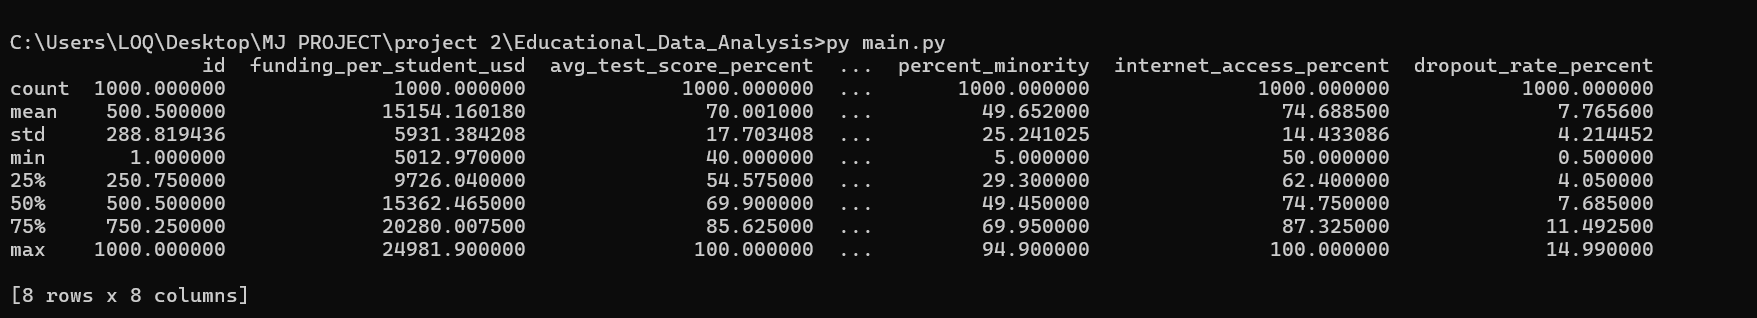 C:\Users\LOQ\Desktop\MJ PROJECT\project 2\Educational_Data_Analysis>py main.py
                id  funding_per_student_usd  avg_test_score_percent  ...  percent_minority  internet_access_percent  dropout_rate_percent
count  1000.000000              1000.000000             1000.000000  ...       1000.000000              1000.000000           1000.000000
mean    500.500000             15154.160180               70.001000  ...         49.652000                74.688500              7.765600
std     288.819436              5931.384208               17.703408  ...         25.241025                14.433086              4.214452
min       1.000000              5012.970000               40.000000  ...          5.000000                50.000000              0.500000
25%     250.750000              9726.040000               54.575000  ...         29.300000                62.400000              4.050000
50%     500.500000             15362.465000               69.900000  ...         49.450000                74.750000              7.685000
75%     750.250000             20280.007500               85.625000  ...         69.950000                87.325000             11.492500
max    1000.000000             24981.900000              100.000000  ...         94.900000               100.000000             14.990000
[8 rows x 8 columns]